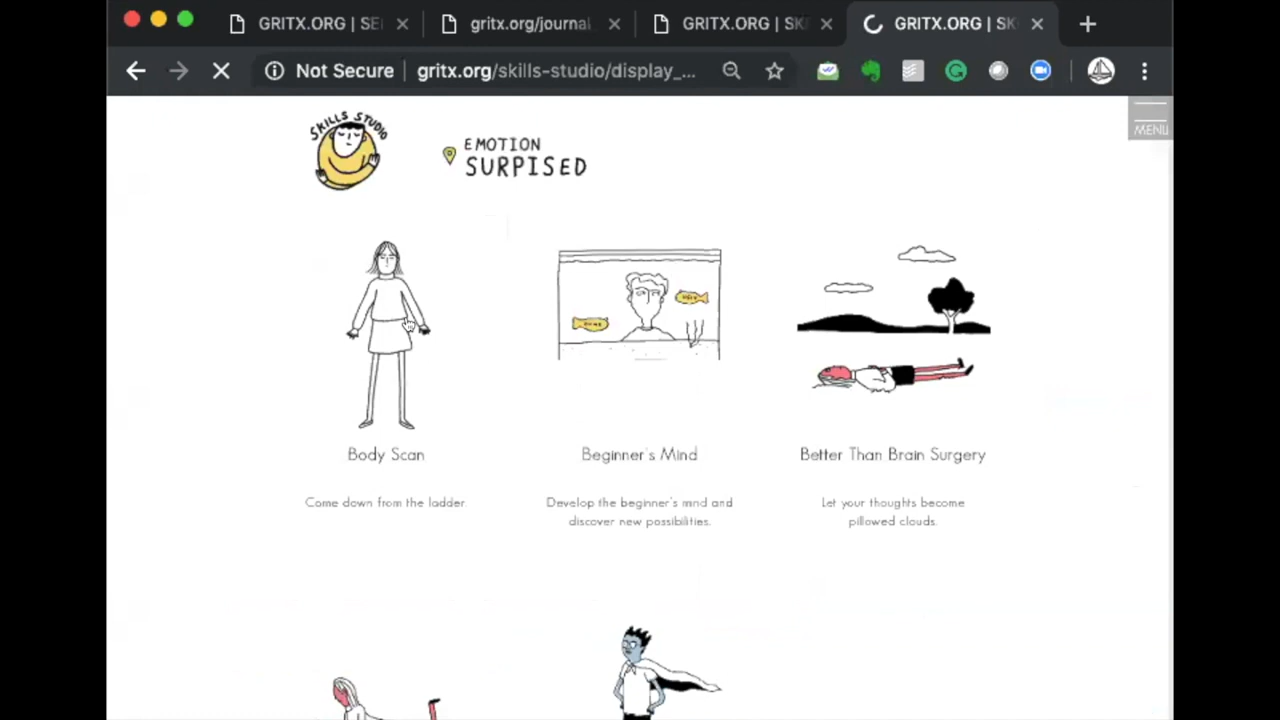 GRITX.ORG | SE
gritx.org/journal
GRITX.ORG | SK
GRITX.ORG | SK
Not Secure
gritx.org/skills-studio/display_...
MENU
SKILLS STUDIO
EMOTION
SURPISED
Body Scan
Come down from the ladder.
Beginner's Mind
Develop the beginner's mind and
discover new possibilities.
Better Than Brain Surgery
Let your thoughts become
pillowed clouds.